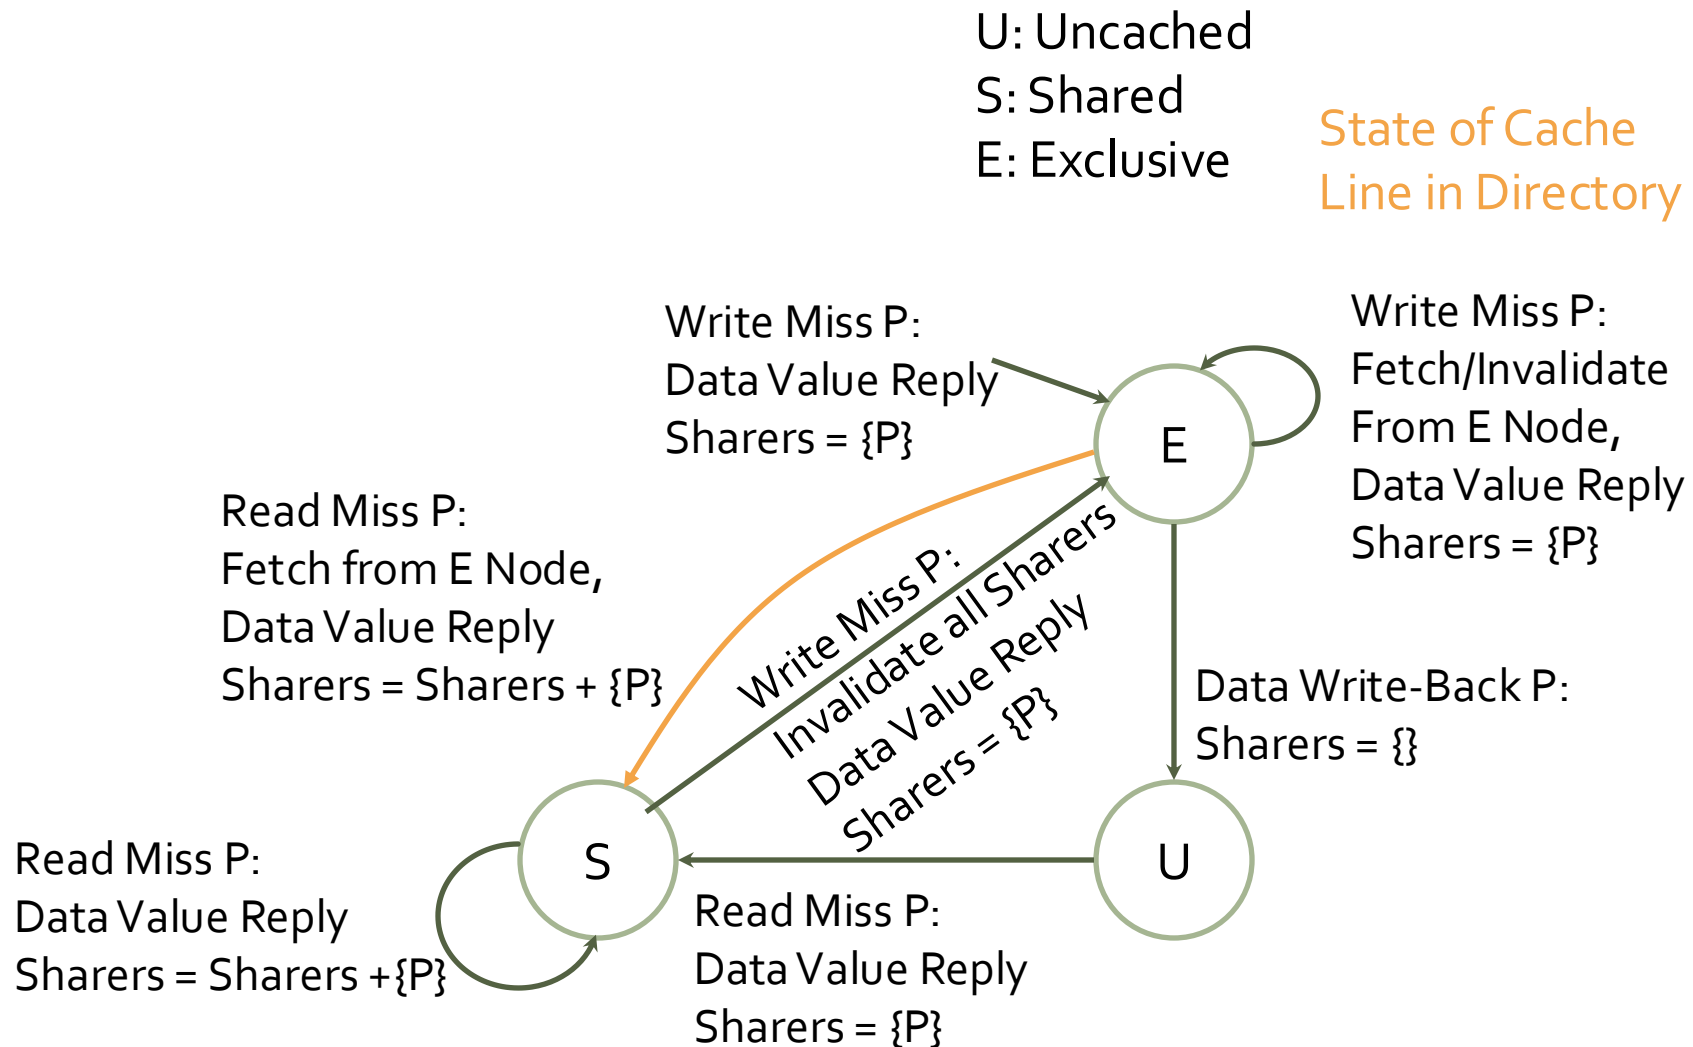 U: Uncached
S: Shared
E: Exclusive
State of Cache
Line in Directory
Write Miss P:
Data Value Reply
Sharers = {P}
Write Miss P:
Fetch/Invalidate
From E Node,
Data Value Reply
Sharers = {P}
E
Read Miss P:
Fetch from E Node,
Data Value Reply
Sharers = Sharers + {P}
Write Miss P:
Invalidate all Sharers
Data Value Reply
Sharers = {P}
Data Write-Back P:
Sharers = {}
S
U
Read Miss P:
Data Value Reply
Sharers = Sharers +{P}
Read Miss P:
Data Value Reply
Sharers = {P}